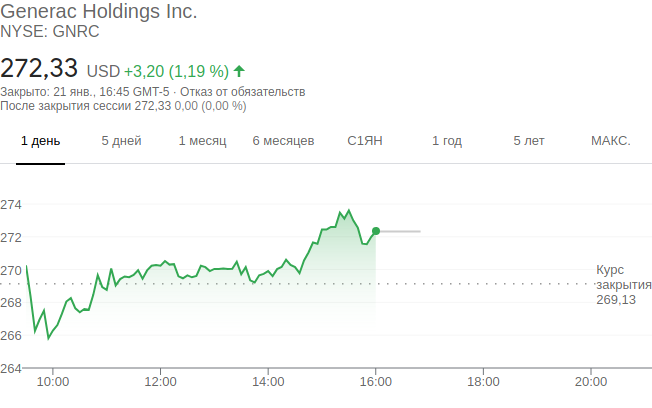 Generac Holdings Inc.
NYSE: GNRC
272,33 USD +3,20 (1,19 %)
Закрыто: 21 янв., 16:45 GMT-5 · Отказ от обязательств
После закрытия сессии 272,33 0,00 (0,00 %)
1 день 5 дней 1 месяц 6 месяцев С1ЯН 1 год 5 лет МАКС.
274
272
270
268
266
264
Курс
закрытия
269,13
10:00 12:00 14:00 16:00 18:00 20:00